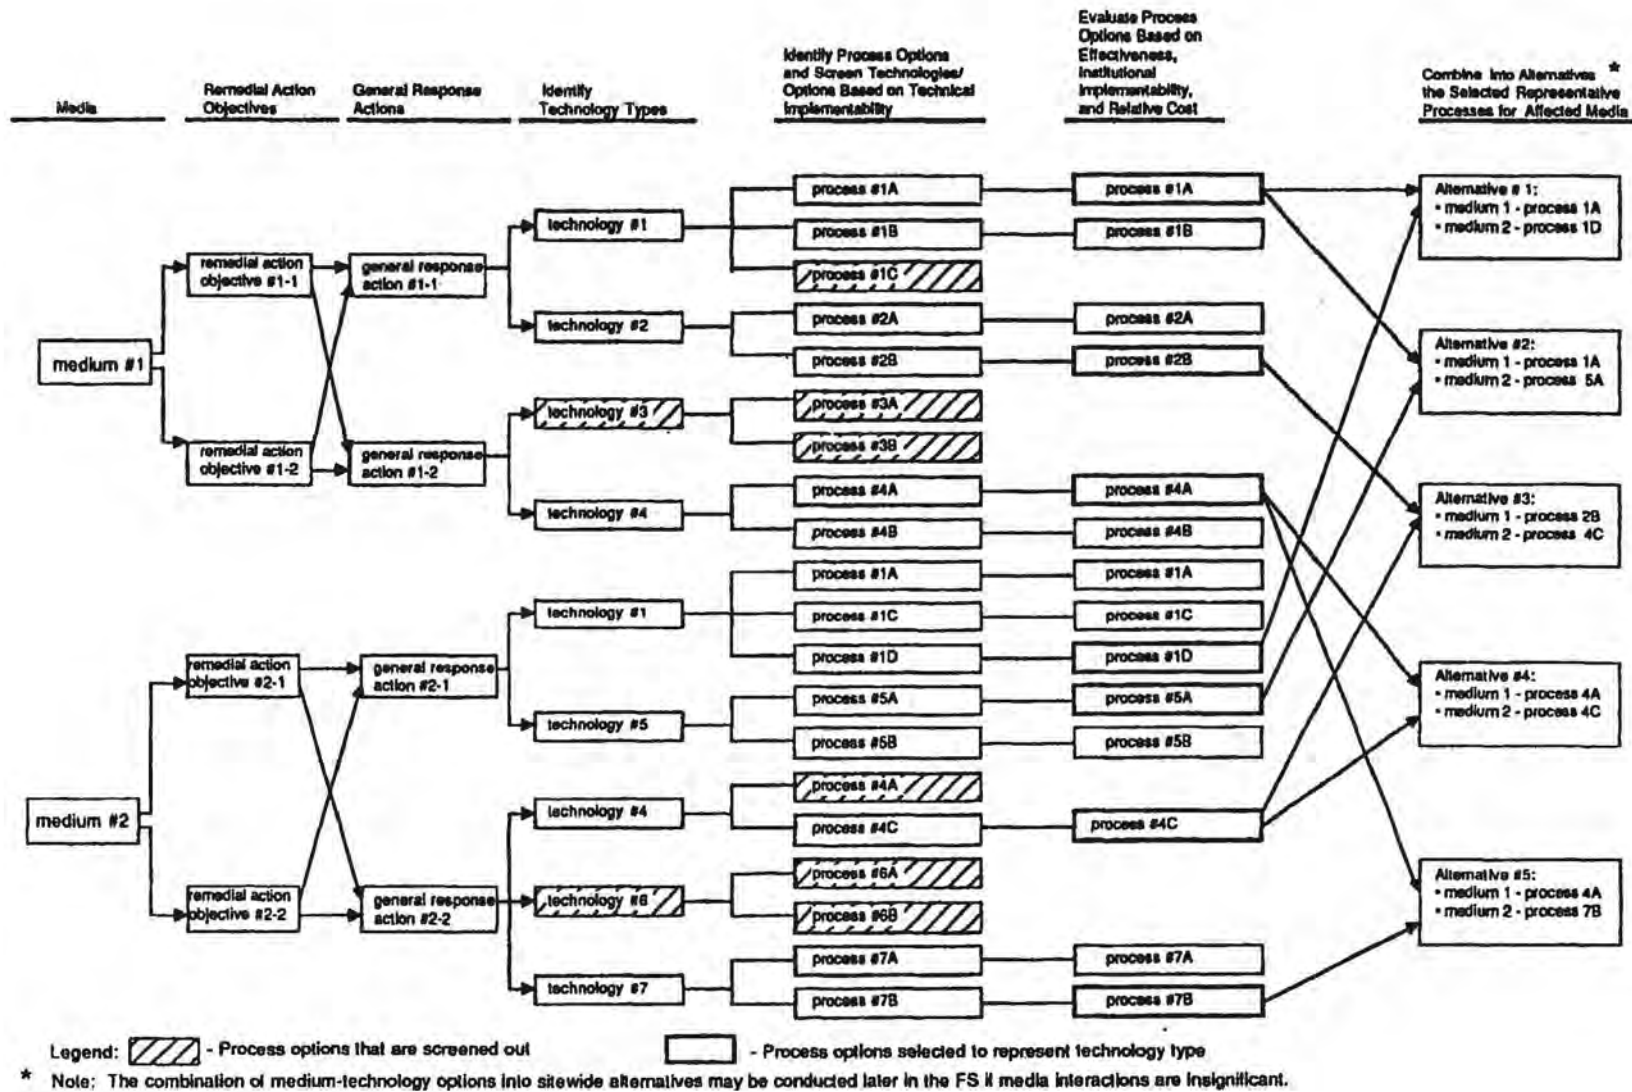 Media
Remedial Action
Objectives
General Response
Actions
Identify
Technology Types
Identify Process Options
and Screen Technologies/
Options Based on Technical
Implementability
Evaluate Process
Options Based on
Effectiveness,
Institutional
Implementability,
and Relative Cost
Combine into Alternatives *
the Selected Representative
Processes for Affected Media
medium #1
remedial action
objective #1-1
remedial action
objective #1-2
general response
action #1-1
general response
action #1-2
technology #1
technology #2
technology #3
technology #4
process #1A
process #1B
process #1C
process #2A
process #2B
process #3A
process #3B
process #4A
process #4B
process #1A
process #1B
process #2A
process #2B
process #4A
process #4B
medium #2
remedial action
objective #2-1
remedial action
objective #2-2
general response
action #2-1
general response
action #2-2
technology #1
technology #5
technology #4
technology #6
technology #7
process #1A
process #1C
process #1D
process #5A
process #5B
process #4A
process #4C
process #6A
process #6B
process #7A
process #7B
process #1A
process #1C
process #1D
process #5A
process #5B
process #4C
process #7A
process #7B
Alternative # 1:
• medium 1 - process 1A
• medium 2 - process 1D
Alternative #2:
• medium 1 - process 1A
• medium 2 - process 5A
Alternative #3:
• medium 1 - process 2B
• medium 2 - process 4C
Alternative #4:
• medium 1 - process 4A
• medium 2 - process 4C
Alternative #5:
• medium 1 - process 4A
• medium 2 - process 7B
Legend: - Process options that are screened out - Process options selected to represent technology type
* Note: The combination of medium-technology options into sitewide alternatives may be conducted later in the FS if media interactions are insignificant.